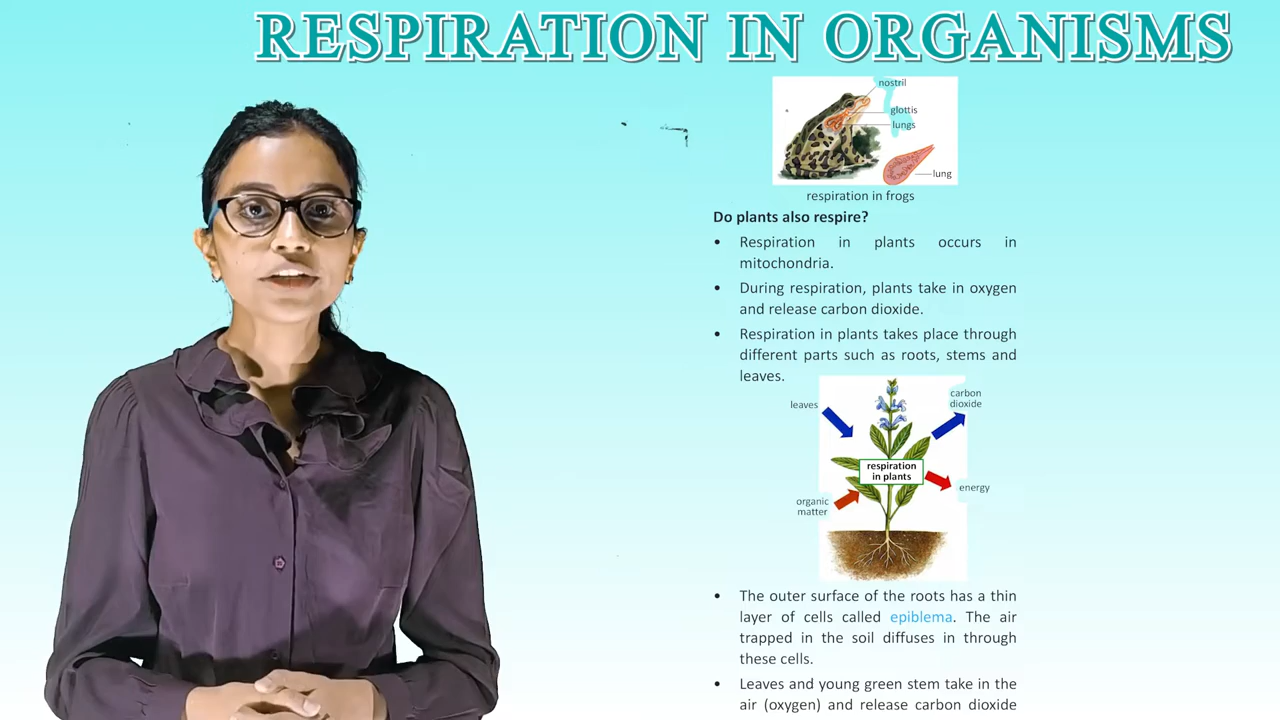 RESPIRATION IN ORGANISMS
nostril
glottis
lungs
lung
respiration in frogs
Do plants also respire?
• Respiration in plants occurs in
mitochondria.
• During respiration, plants take in oxygen
and release carbon dioxide.
• Respiration in plants takes place through
different parts such as roots, stems and
leaves.
leaves
carbon
dioxide
respiration
in plants
energy
organic
matter
• The outer surface of the roots has a thin
layer of cells called epiblema. The air
trapped in the soil diffuses in through
these cells.
• Leaves and young green stem take in the
air (oxygen) and release carbon dioxide